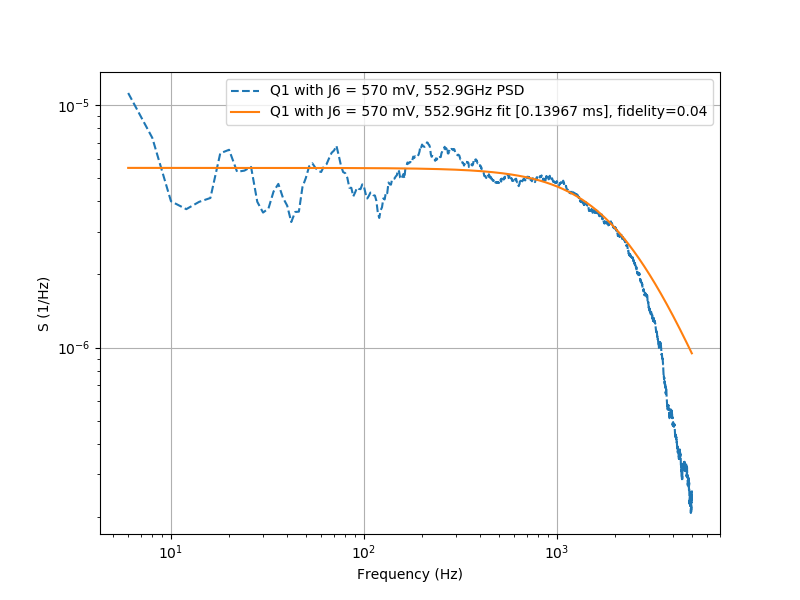 Q1 with J6 = 570 mV, 552.9GHz PSD
Q1 with J6 = 570 mV, 552.9GHz fit [0.13967 ms], fidelity=0.04
10⁻⁵
S (1/Hz)
10⁻⁶
10¹ 10² 10³
Frequency (Hz)